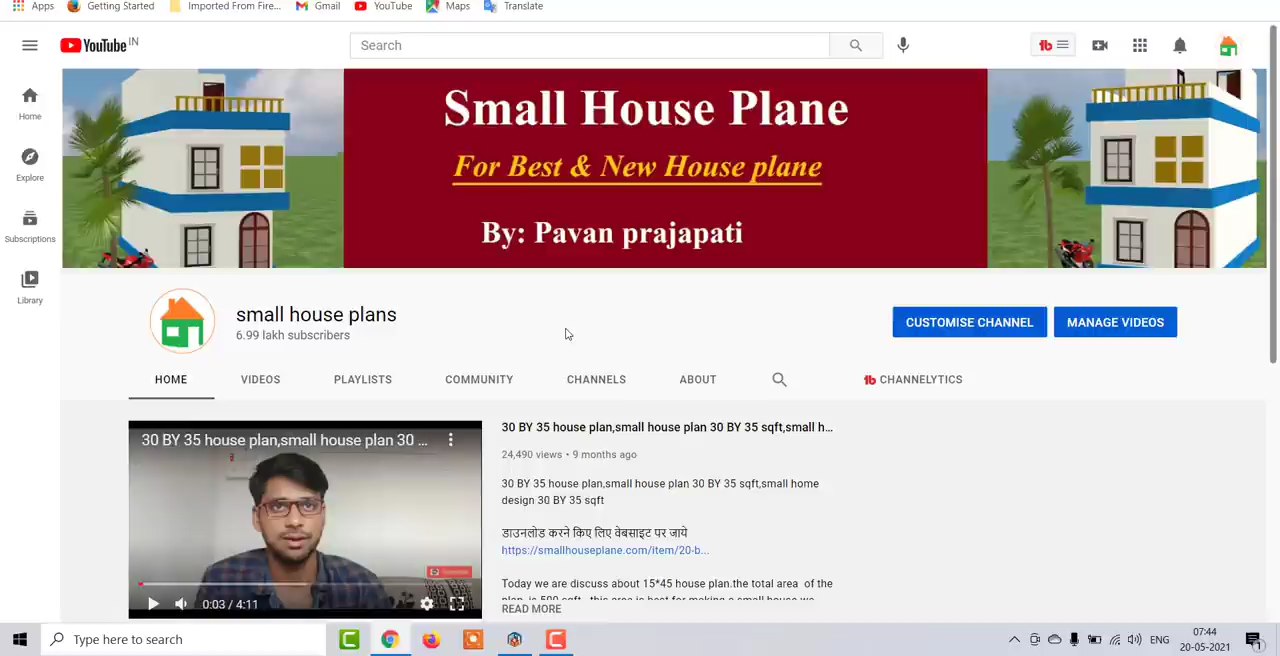 Apps Getting Started Imported From Fire... Gmail YouTube Maps Translate
YouTube IN
Search
Home
Explore
Subscriptions
Library
Small House Plane
For Best & New House plane
By: Pavan prajapati
small house plans
6.99 lakh subscribers
CUSTOMISE CHANNEL MANAGE VIDEOS
HOME VIDEOS PLAYLISTS COMMUNITY CHANNELS ABOUT CHANNELYTICS
30 BY 35 house plan,small house plan 30 ...
0:03 / 4:11
30 BY 35 house plan,small house plan 30 BY 35 sqft,small h...
24,490 views • 9 months ago
30 BY 35 house plan,small house plan 30 BY 35 sqft,small home
design 30 BY 35 sqft
डाउनलोड करने किए लिए वेबसाइट पर जाये
https://smallhouseplane.com/item/20-b...
Today we are discuss about 15*45 house plan.the total area of the
READ MORE
Type here to search
ENG
07:44
20-05-2021
1